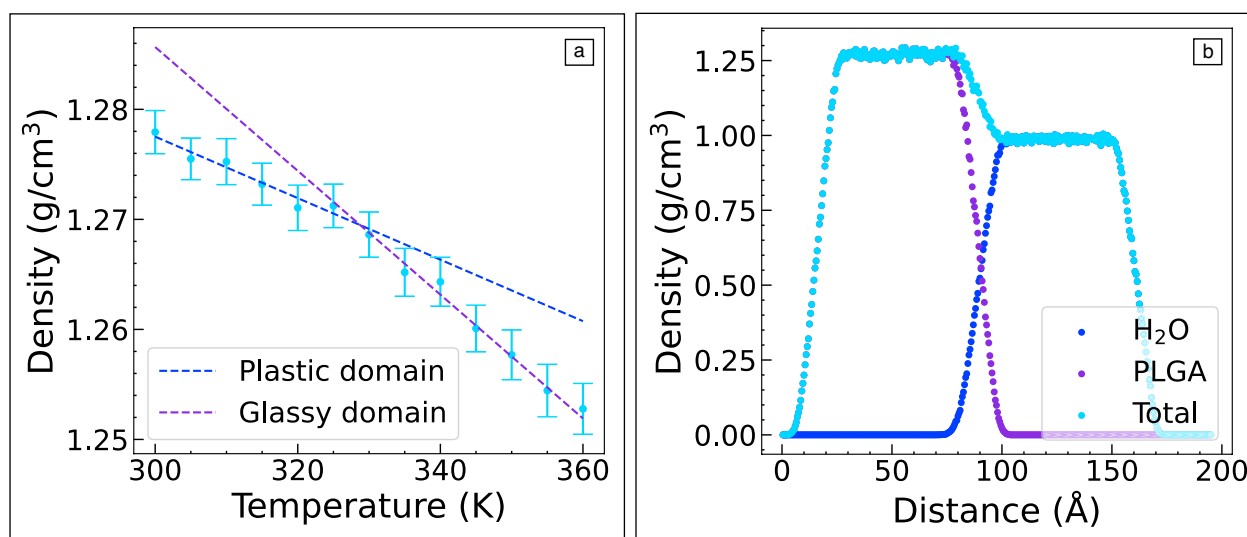 a
Density (g/cm³)
1.28
1.27
1.26
1.25
Plastic domain
Glassy domain
300
320
340
360
Temperature (K)
b
Density (g/cm³)
1.25
1.00
0.75
0.50
0.25
0.00
H₂O
PLGA
Total
0
50
100
150
200
Distance (Å)